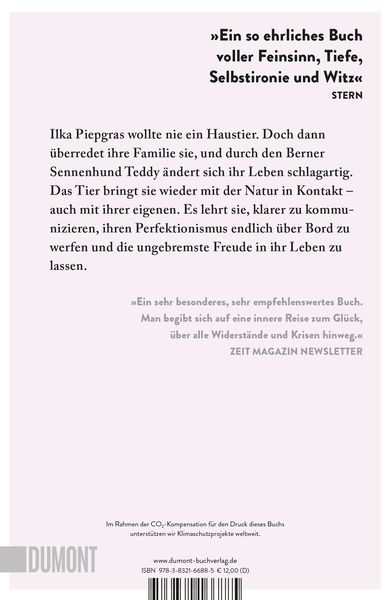 »Ein so ehrliches Buch
voller Feinsinn, Tiefe,
Selbstironie und Witz«
STERN
Ilka Piepgras wollte nie ein Haustier. Doch dann
überredet ihre Familie sie, und durch den Berner
Sennenhund Teddy ändert sich ihr Leben schlagartig.
Das Tier bringt sie wieder mit der Natur in Kontakt –
auch mit ihrer eigenen. Es lehrt sie, klarer zu kommu-
nizieren, ihren Perfektionismus endlich über Bord zu
werfen und die ungebremste Freude in ihr Leben zu
lassen.
»Ein sehr besonderes, sehr empfehlenswertes Buch.
Man begibt sich auf eine innere Reise zum Glück,
über alle Widerstände und Krisen hinweg.«
ZEIT MAGAZIN NEWSLETTER
Im Rahmen der CO₂-Kompensation für den Druck dieses Buchs
unterstützen wir Klimaschutzprojekte weltweit.
DUMONT
www.dumont-buchverlag.de
ISBN 978-3-8321-6688-5 € 12,00 (D)